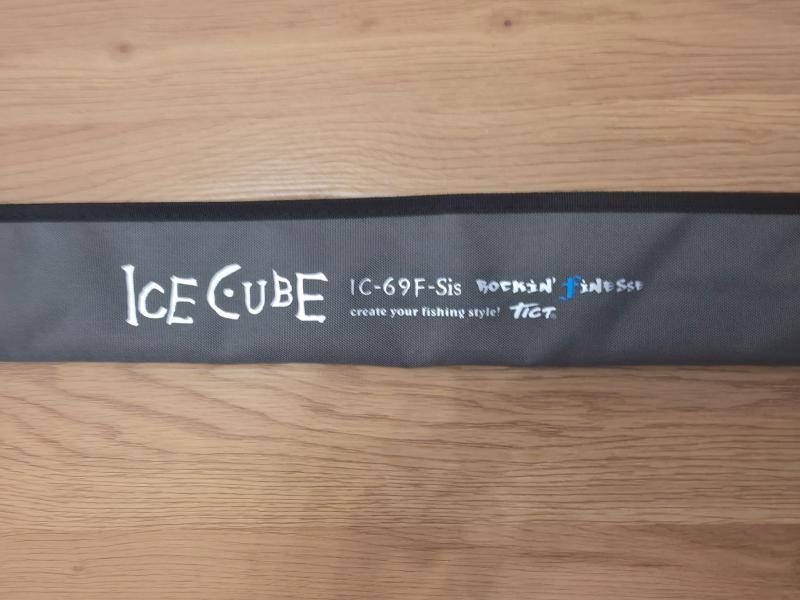 ICE CUBE IC-69F-Sis ROCKIN' FINESSE
create your fishing style! TICT